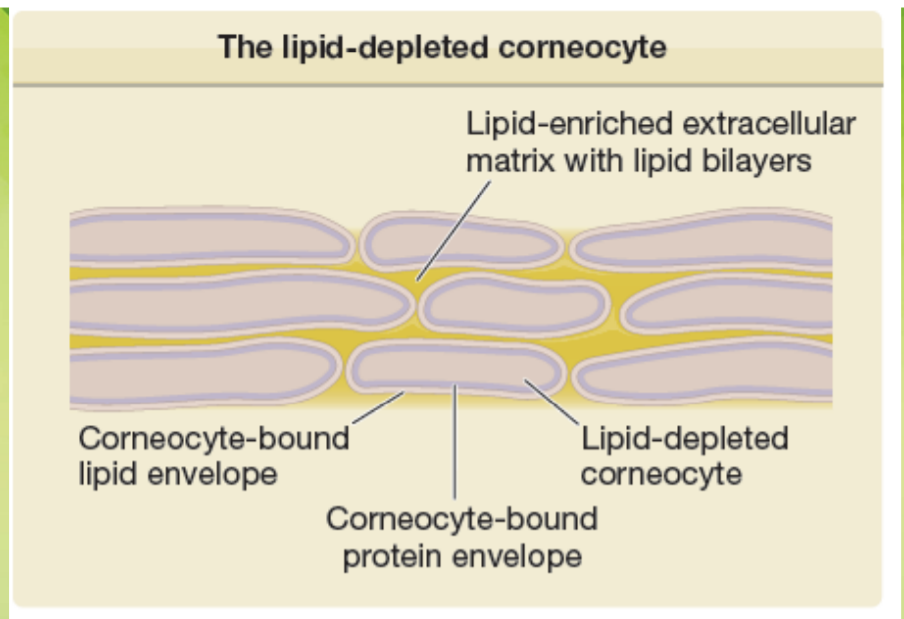 The lipid-depleted corneocyte
Lipid-enriched extracellular
matrix with lipid bilayers
Corneocyte-bound
lipid envelope
Lipid-depleted
corneocyte
Corneocyte-bound
protein envelope